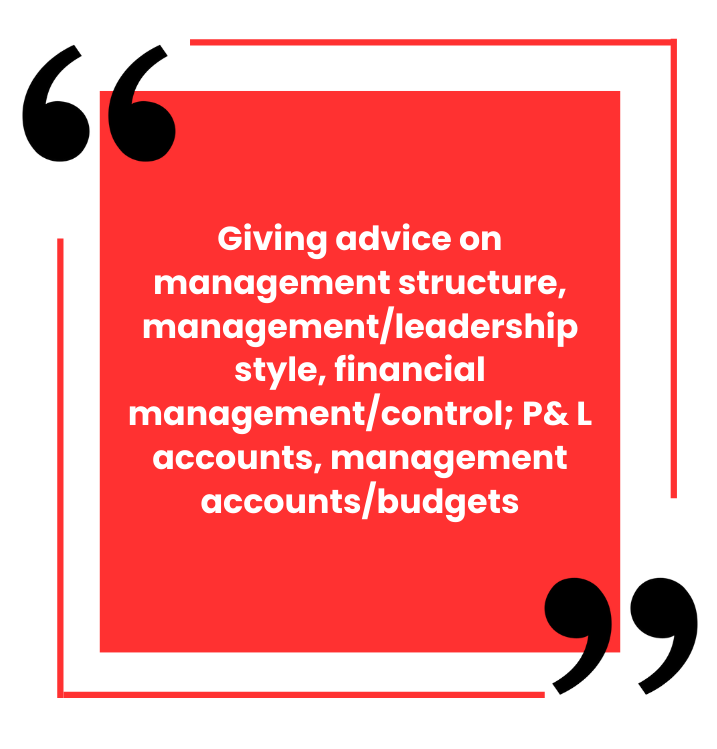 Giving advice on
management structure,
management/leadership
style, financial
management/control; P& L
accounts, management
accounts/budgets